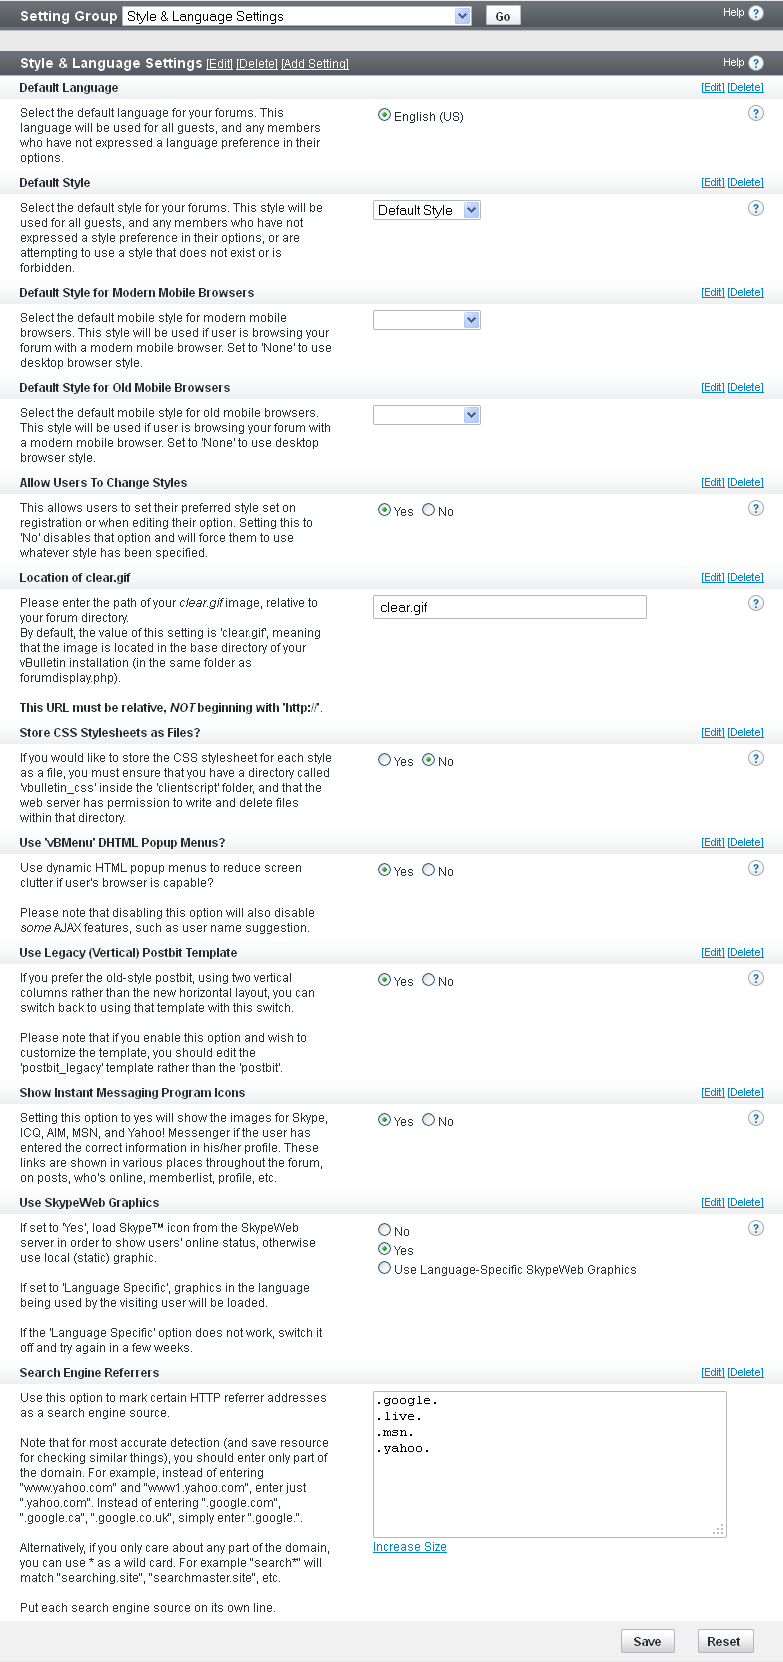 Setting Group Style & Language Settings Go Help ?
Style & Language Settings [Edit] [Delete] [Add Setting] Help ?
Default Language [Edit] [Delete]
Select the default language for your forums. This
language will be used for all guests, and any members
who have not expressed a language preference in their
options.
English (US)
?
Default Style [Edit] [Delete]
Select the default style for your forums. This style will be
used for all guests, and any members who have not
expressed a style preference in their options, or are
attempting to use a style that does not exist or is
forbidden.
Default Style
?
Default Style for Modern Mobile Browsers [Edit] [Delete]
Select the default mobile style for modern mobile
browsers. This style will be used if user is browsing your
forum with a modern mobile browser. Set to 'None' to use
desktop browser style.
Default Style for Old Mobile Browsers [Edit] [Delete]
Select the default mobile style for old mobile browsers.
This style will be used if user is browsing your forum with
a modern mobile browser. Set to 'None' to use desktop
browser style.
Allow Users To Change Styles [Edit] [Delete]
This allows users to set their preferred style set on
registration or when editing their option. Setting this to
'No' disables that option and will force them to use
whatever style has been specified.
Yes No
?
Location of clear.gif [Edit] [Delete]
Please enter the path of your clear.gif image, relative to
your forum directory.
By default, the value of this setting is 'clear.gif', meaning
that the image is located in the base directory of your
vBulletin installation (in the same folder as
forumdisplay.php).
This URL must be relative, NOT beginning with 'http://'.
clear.gif
?
Store CSS Stylesheets as Files? [Edit] [Delete]
If you would like to store the CSS stylesheet for each style
as a file, you must ensure that you have a directory called
'vbulletin_css' inside the 'clientscript' folder, and that the
web server has permission to write and delete files
within that directory.
Yes No
?
Use 'vBMenu' DHTML Popup Menus? [Edit] [Delete]
Use dynamic HTML popup menus to reduce screen
clutter if user's browser is capable?
Please note that disabling this option will also disable
some AJAX features, such as user name suggestion.
Yes No
?
Use Legacy (Vertical) Postbit Template [Edit] [Delete]
If you prefer the old-style postbit, using two vertical
columns rather than the new horizontal layout, you can
switch back to using that template with this switch.
Please note that if you enable this option and wish to
customize the template, you should edit the
'postbit_legacy' template rather than the 'postbit'.
Yes No
?
Show Instant Messaging Program Icons [Edit] [Delete]
Setting this option to yes will show the images for Skype,
ICQ, AIM, MSN, and Yahoo! Messenger if the user has
entered the correct information in his/her profile. These
links are shown in various places throughout the forum,
on posts, who's online, memberlist, profile, etc.
Yes No
?
Use SkypeWeb Graphics [Edit] [Delete]
If set to 'Yes', load Skype™ icon from the SkypeWeb
server in order to show users' online status, otherwise
use local (static) graphic.
If set to 'Language Specific', graphics in the language
being used by the visiting user will be loaded.
If the 'Language Specific' option does not work, switch it
off and try again in a few weeks.
No
Yes
Use Language-Specific SkypeWeb Graphics
?
Search Engine Referrers [Edit] [Delete]
Use this option to mark certain HTTP referrer addresses
as a search engine source.
Note that for most accurate detection (and save resource
for checking similar things), you should enter only part of
the domain. For example, instead of entering
"www.yahoo.com" and "www1.yahoo.com", enter just
".yahoo.com". Instead of entering ".google.com",
".google.ca", ".google.co.uk", simply enter ".google.".
Alternatively, if you only care about any part of the domain,
you can use * as a wild card. For example "search*" will
match "searching.site", "searchmaster.site", etc.
Put each search engine source on its own line.
.google.
.live.
.msn.
.yahoo.
Increase Size
Save Reset